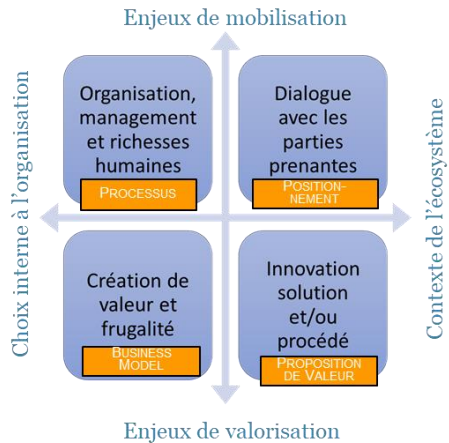 Enjeux de mobilisation
Choix interne à l'organisation
Organisation,
management
et richesses
humaines
PROCESSUS
Dialogue
avec les
parties
prenantes
POSITION-
NEMENT
Contexte de l'écosystème
Création de
valeur et
frugalité
BUSINESS
MODEL
Innovation
solution
et/ou
procédé
PROPOSITION
DE VALEUR
Enjeux de valorisation